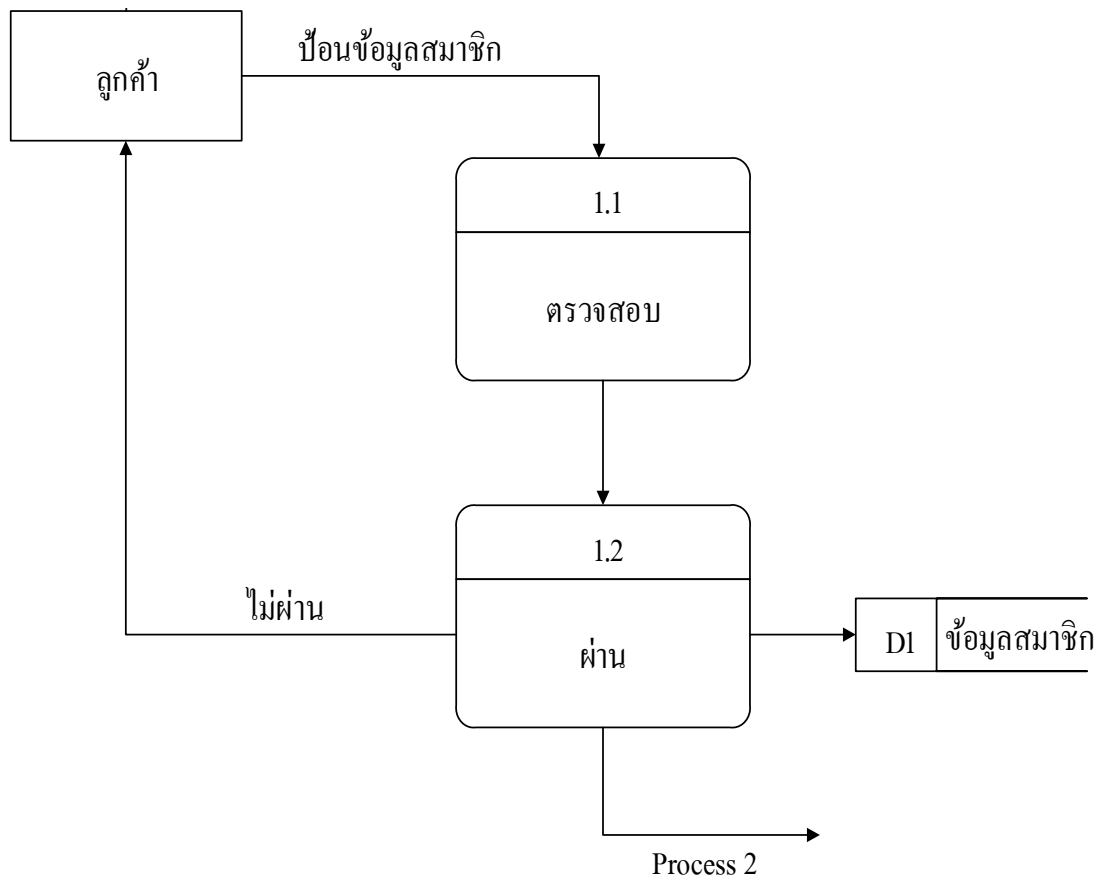 ป้อนข้อมูลสมาชิก
ลูกค้า
1.1
ตรวจสอบ
1.2
ไม่ผ่าน
ผ่าน
D1
ข้อมูลสมาชิก
Process 2